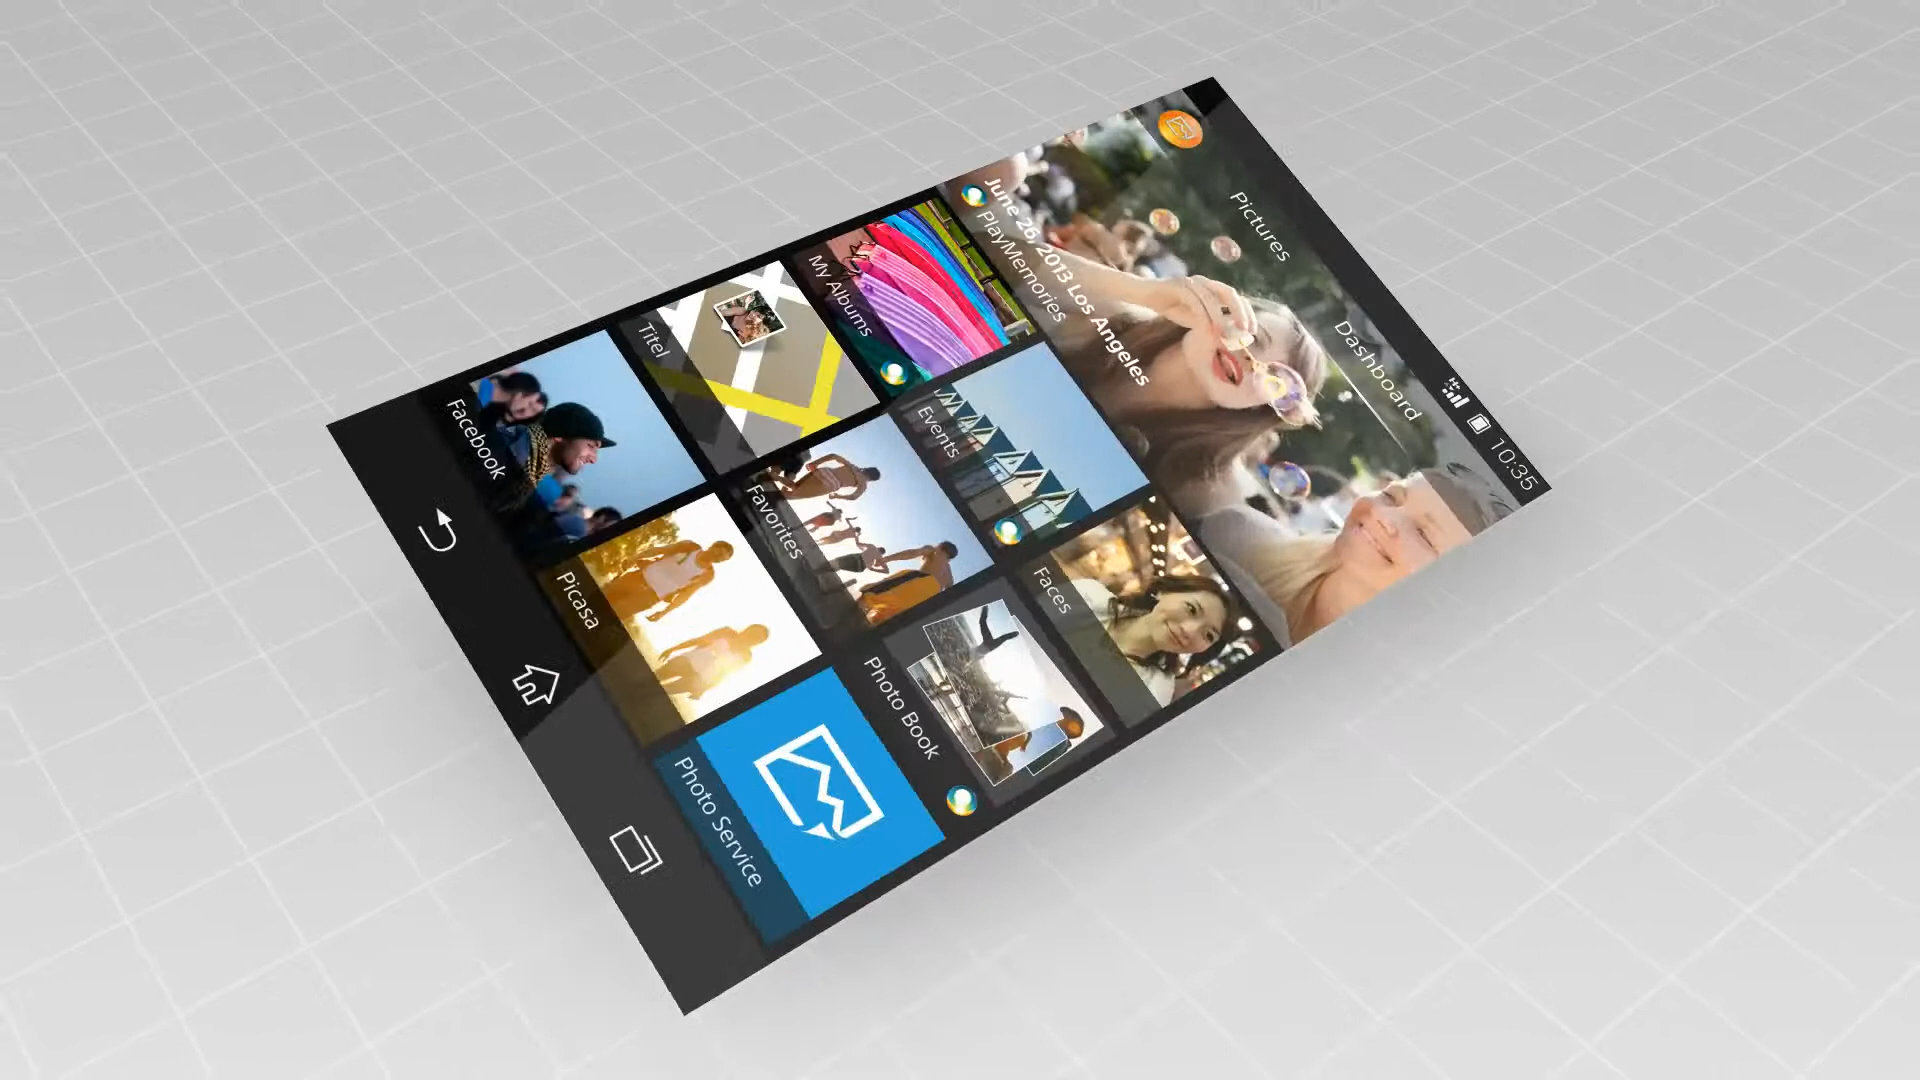 H+
10:35
Pictures
Dashboard
June 26, 2013 Los Angeles
PlayMemories
My Albums
Events
Faces
Titel
Favorites
Photo Book
Facebook
Picasa
Photo Service